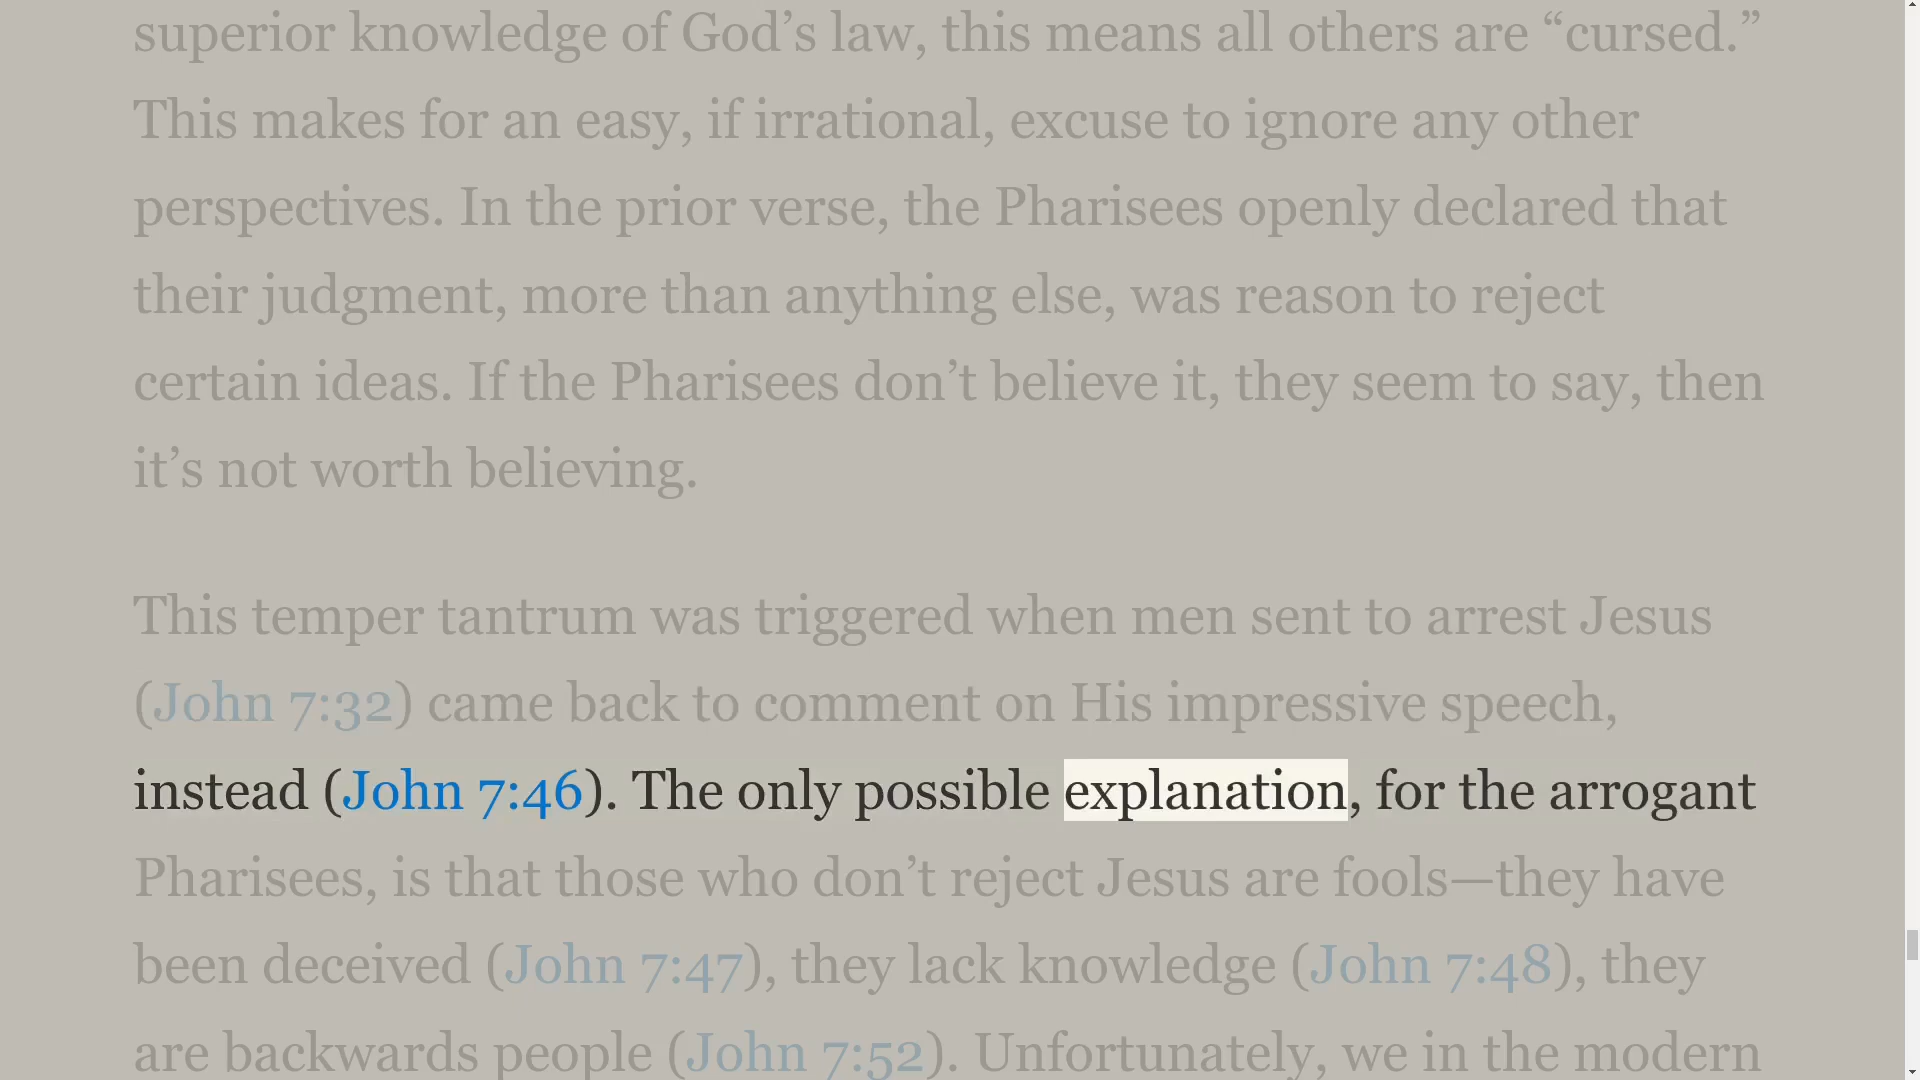 superior knowledge of God’s law, this means all others are “cursed.”
This makes for an easy, if irrational, excuse to ignore any other
perspectives. In the prior verse, the Pharisees openly declared that
their judgment, more than anything else, was reason to reject
certain ideas. If the Pharisees don’t believe it, they seem to say, then
it’s not worth believing.
This temper tantrum was triggered when men sent to arrest Jesus
(John 7:32) came back to comment on His impressive speech,
instead (John 7:46). The only possible explanation, for the arrogant
Pharisees, is that those who don’t reject Jesus are fools—they have
been deceived (John 7:47), they lack knowledge (John 7:48), they
are backwards people (John 7:52). Unfortunately, we in the modern